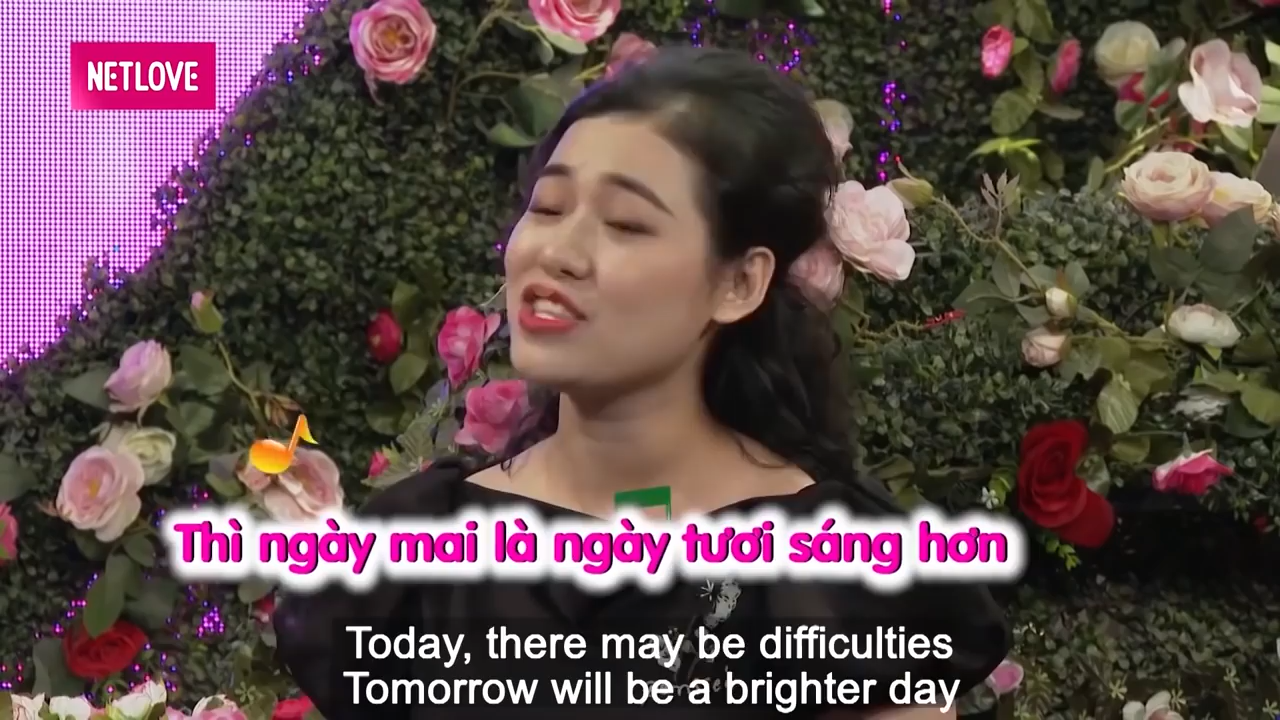 NETLOVE
Thì ngày mai là ngày tươi sáng hơn
Today, there may be difficulties
Tomorrow will be a brighter day